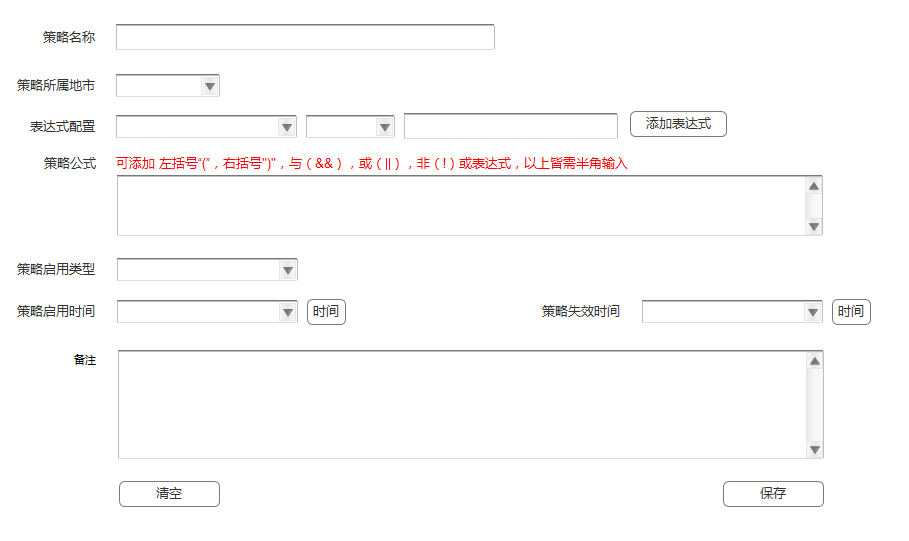 策略名称
策略所属地市
表达式配置 添加表达式
策略公式 可添加 左括号“(”，右括号")"，与（ && ），或（ || ），非（ ! ）或表达式，以上皆需半角输入
策略启用类型
策略启用时间 时间 策略失效时间 时间
备注
清空 保存